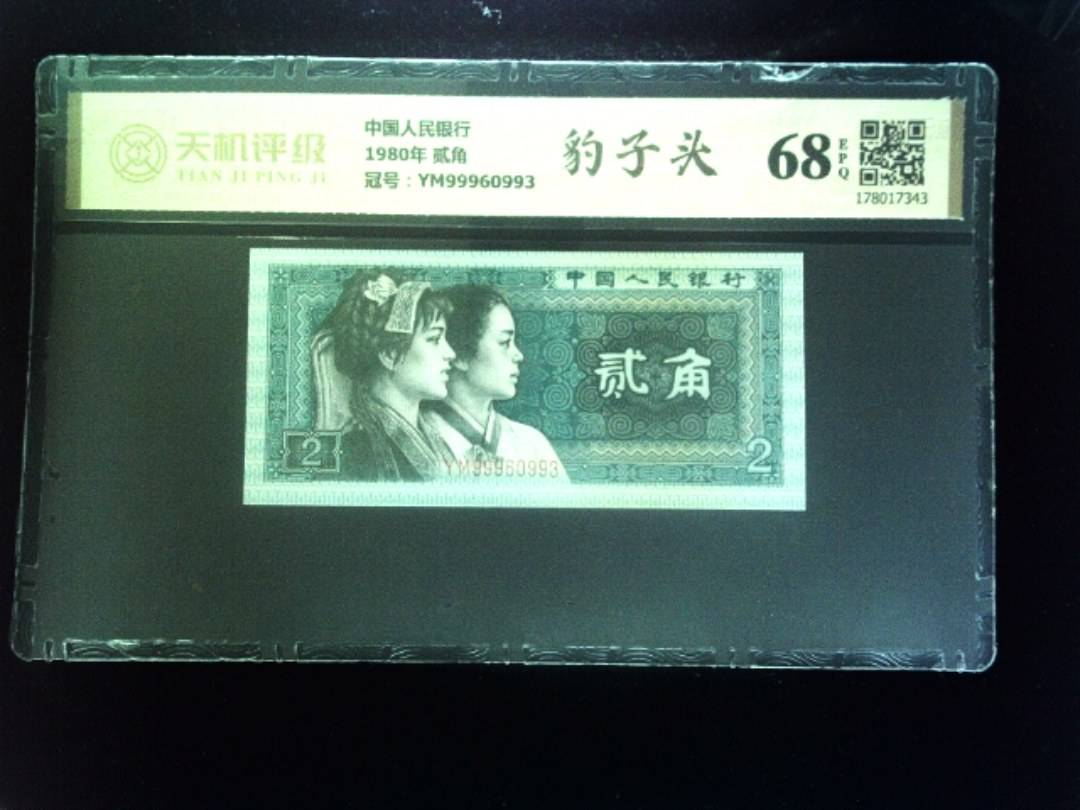 天机评级
TIAN JI PING JI
中国人民银行
1980年 贰角
冠号：YM99960993
豹子头
68
EPQ
178017343
中国人民银行
贰角
2
YM99960993
2